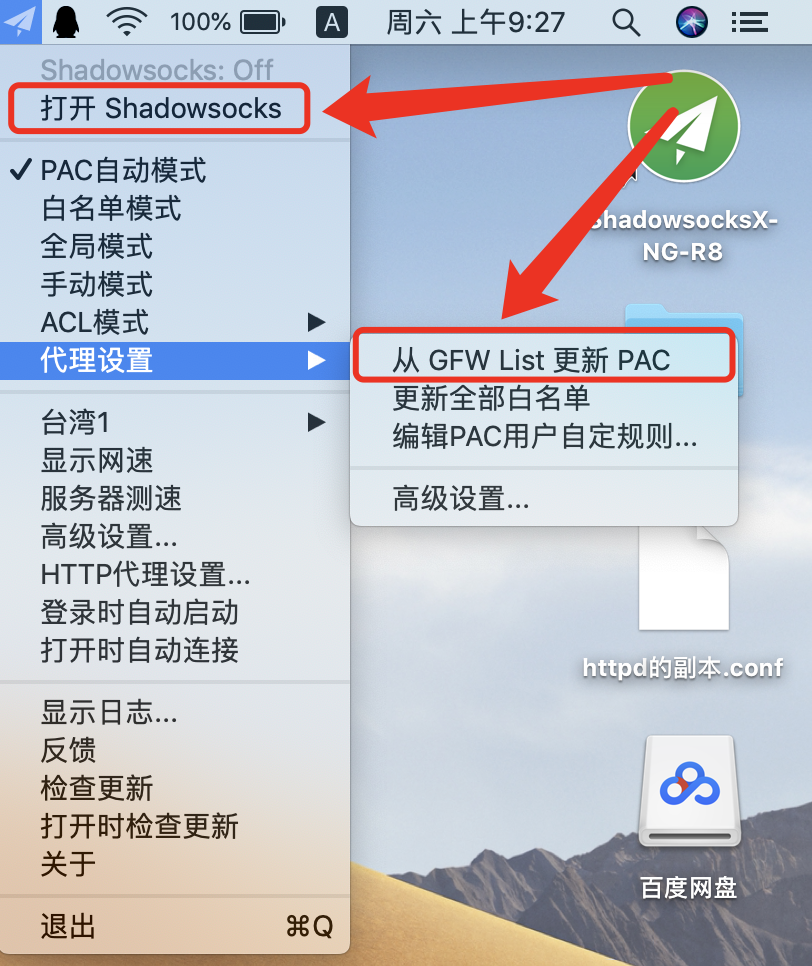 100%
A
周六 上午9:27
Shadowsocks: Off
打开 Shadowsocks
PAC自动模式
白名单模式
全局模式
手动模式
ACL模式
代理设置
从 GFW List 更新 PAC
更新全部白名单
编辑PAC用户自定规则...
高级设置...
台湾1
显示网速
服务器测速
高级设置...
HTTP代理设置...
登录时自动启动
打开时自动连接
显示日志...
反馈
检查更新
打开时检查更新
关于
退出 ⌘Q
ShadowsocksX-
NG-R8
httpd的副本.conf
百度网盘